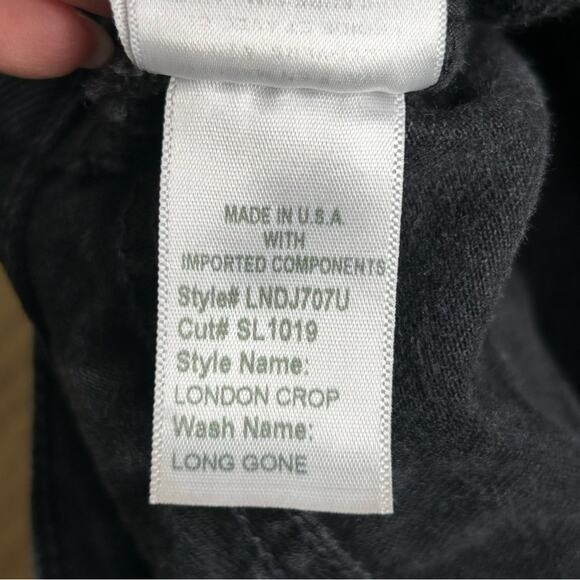 MADE IN U.S.A
WITH
IMPORTED COMPONENTS
Style# LNDJ707U
Cut# SL1019
Style Name:
LONDON CROP
Wash Name:
LONG GONE